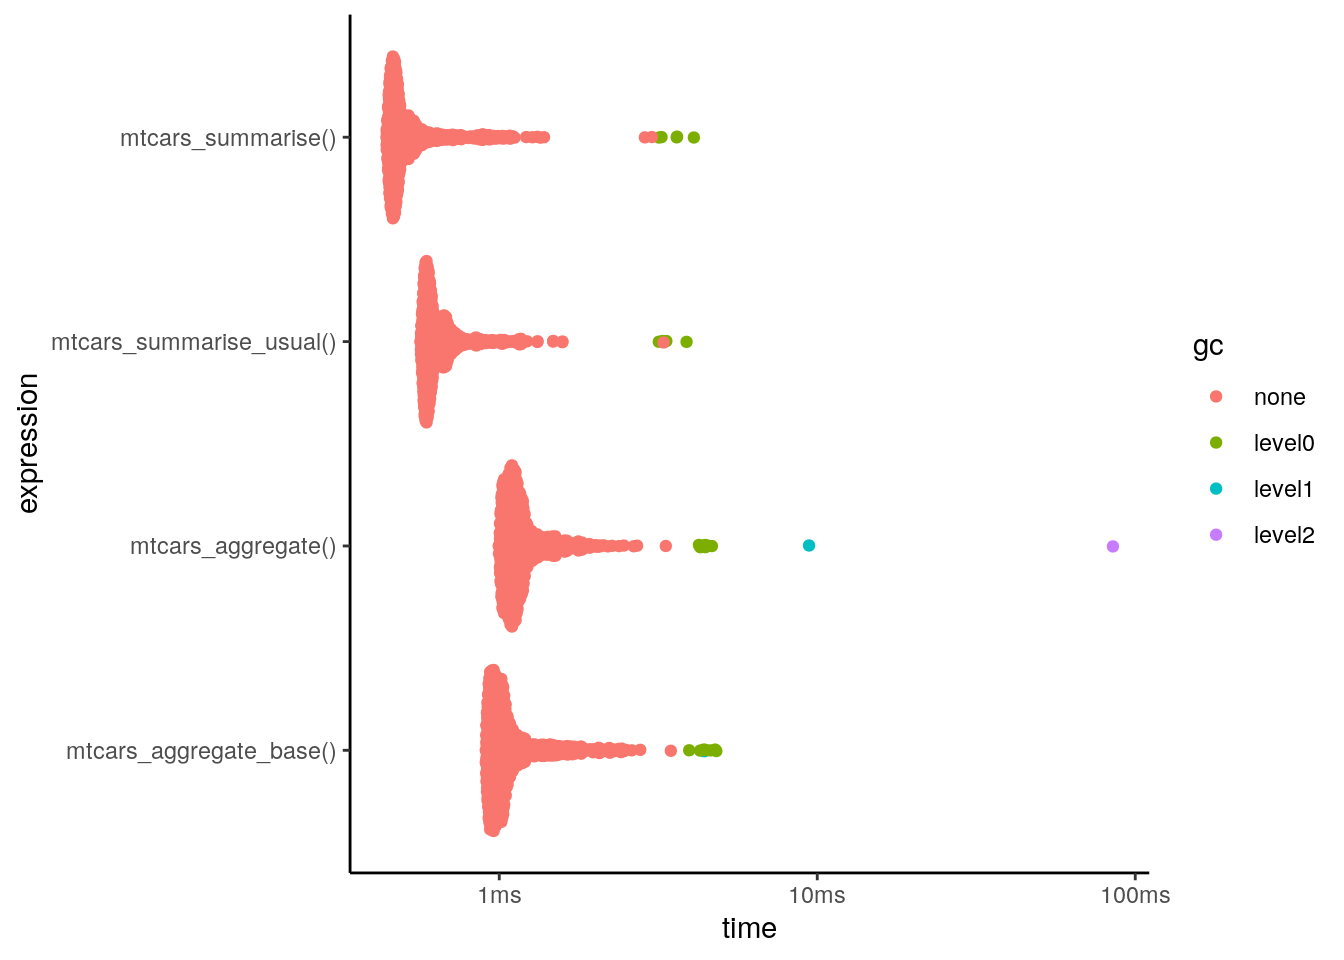 mtcars_summarise()
mtcars_summarise_usual()
mtcars_aggregate()
mtcars_aggregate_base()
expression
1ms
10ms
100ms
time
gc
none
level0
level1
level2